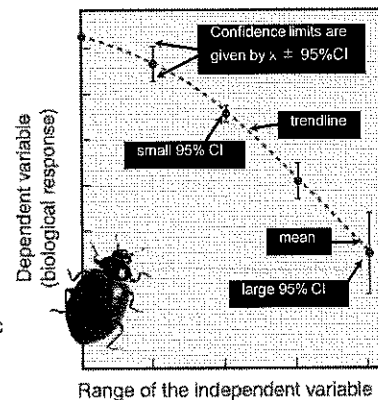 Confidence limits are
given by x ± 95%CI
trendline
small 95% CI
mean
large 95% CI
Dependent variable
(biological response)
c
Range of the independent variable